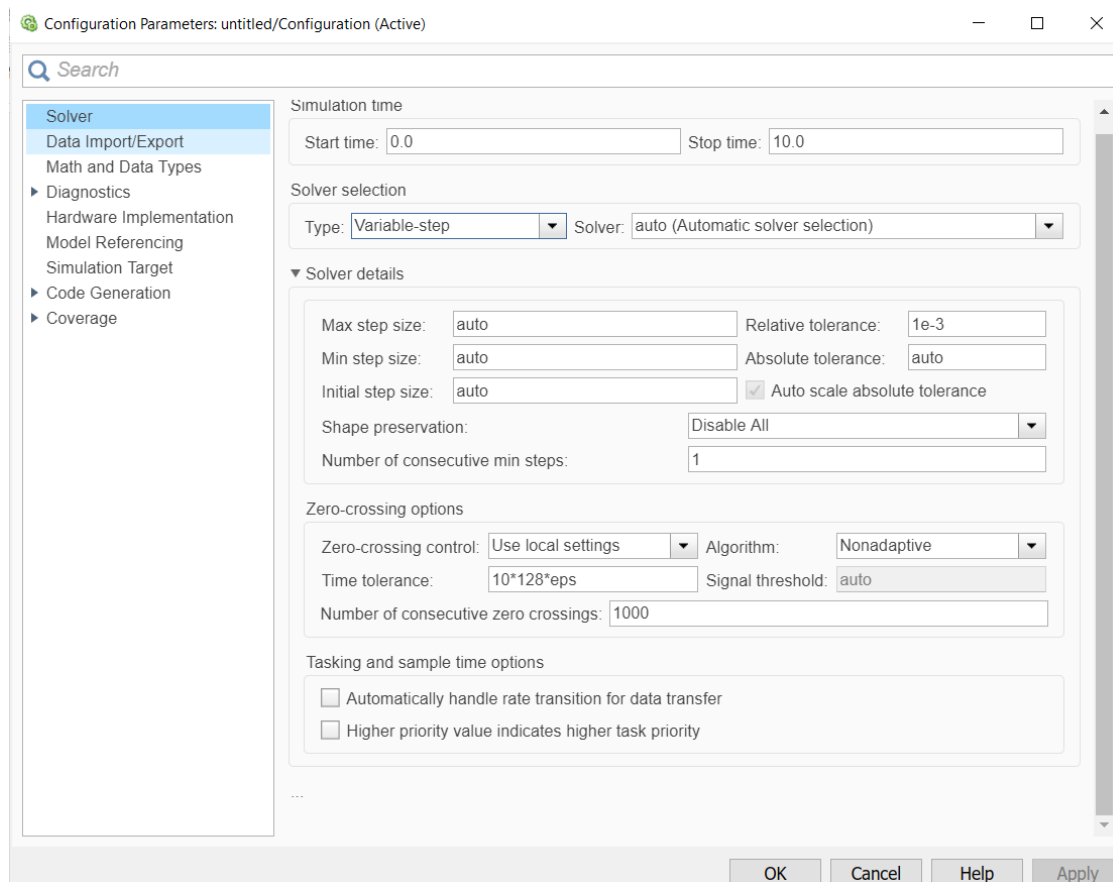 Configuration Parameters: untitled/Configuration (Active)
Search
Solver
Data Import/Export
Math and Data Types
Diagnostics
Hardware Implementation
Model Referencing
Simulation Target
Code Generation
Coverage
Simulation time
Start time: 0.0 Stop time: 10.0
Solver selection
Type: Variable-step Solver: auto (Automatic solver selection)
Solver details
Max step size: auto Relative tolerance: 1e-3
Min step size: auto Absolute tolerance: auto
Initial step size: auto Auto scale absolute tolerance
Shape preservation: Disable All
Number of consecutive min steps: 1
Zero-crossing options
Zero-crossing control: Use local settings Algorithm: Nonadaptive
Time tolerance: 10*128*eps Signal threshold: auto
Number of consecutive zero crossings: 1000
Tasking and sample time options
Automatically handle rate transition for data transfer
Higher priority value indicates higher task priority
...
OK Cancel Help Apply